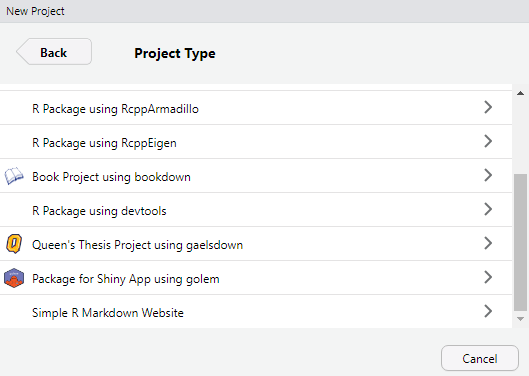 New Project
Back
Project Type
R Package using RcppArmadillo
R Package using RcppEigen
Book Project using bookdown
R Package using devtools
Queen's Thesis Project using gaelsdown
Package for Shiny App using golem
Simple R Markdown Website
Cancel